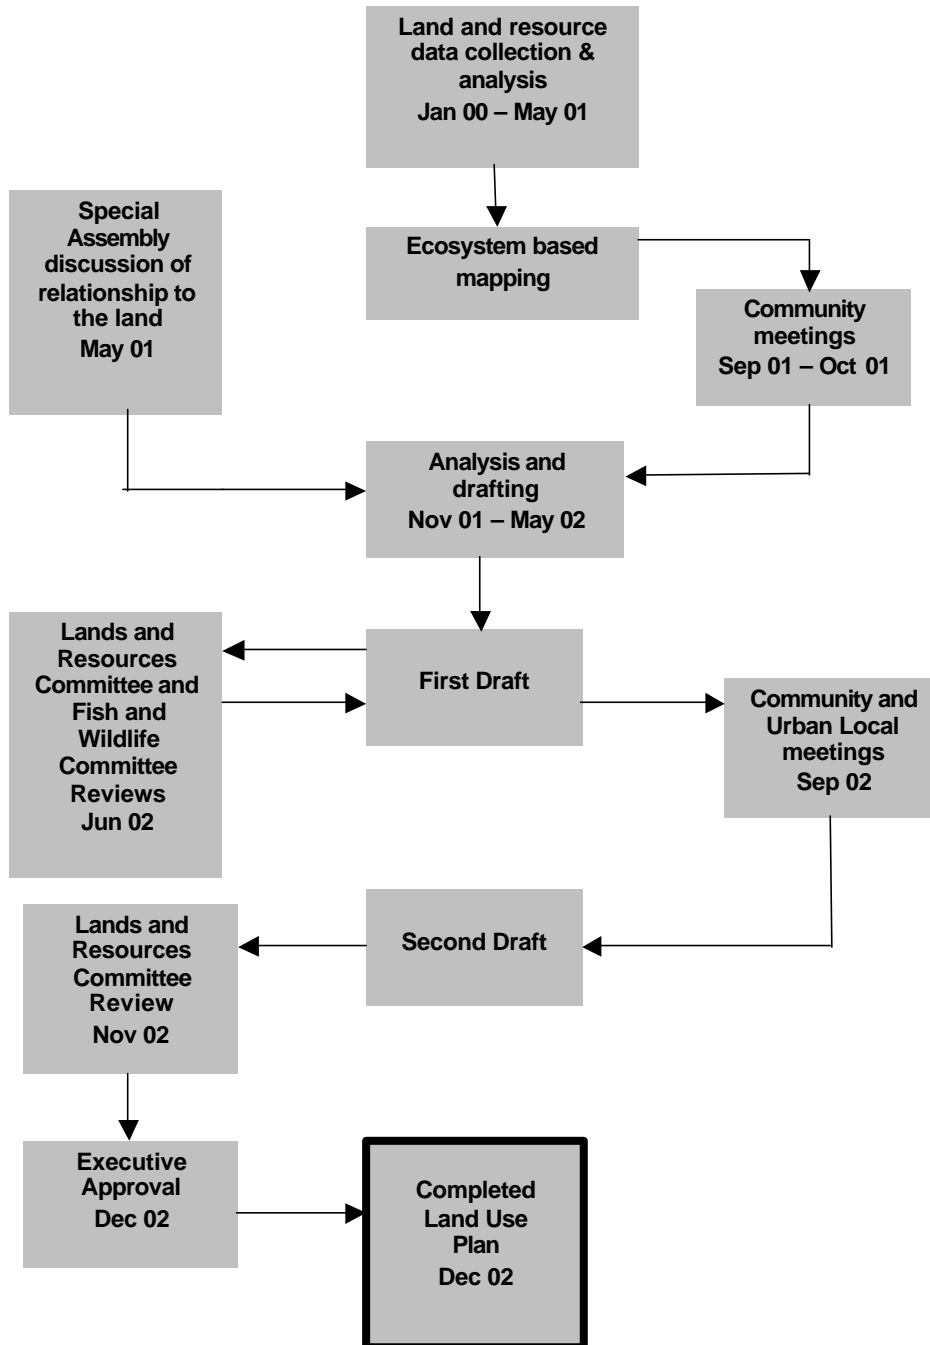 Land and resource
data collection &
analysis
Jan 00 – May 01
Special
Assembly
discussion of
relationship to
the land
May 01
Ecosystem based
mapping
Community
meetings
Sep 01 – Oct 01
Analysis and
drafting
Nov 01 – May 02
Lands and
Resources
Committee and
Fish and
Wildlife
Committee
Reviews
Jun 02
First Draft
Community and
Urban Local
meetings
Sep 02
Second Draft
Lands and
Resources
Committee
Review
Nov 02
Executive
Approval
Dec 02
Completed
Land Use
Plan
Dec 02